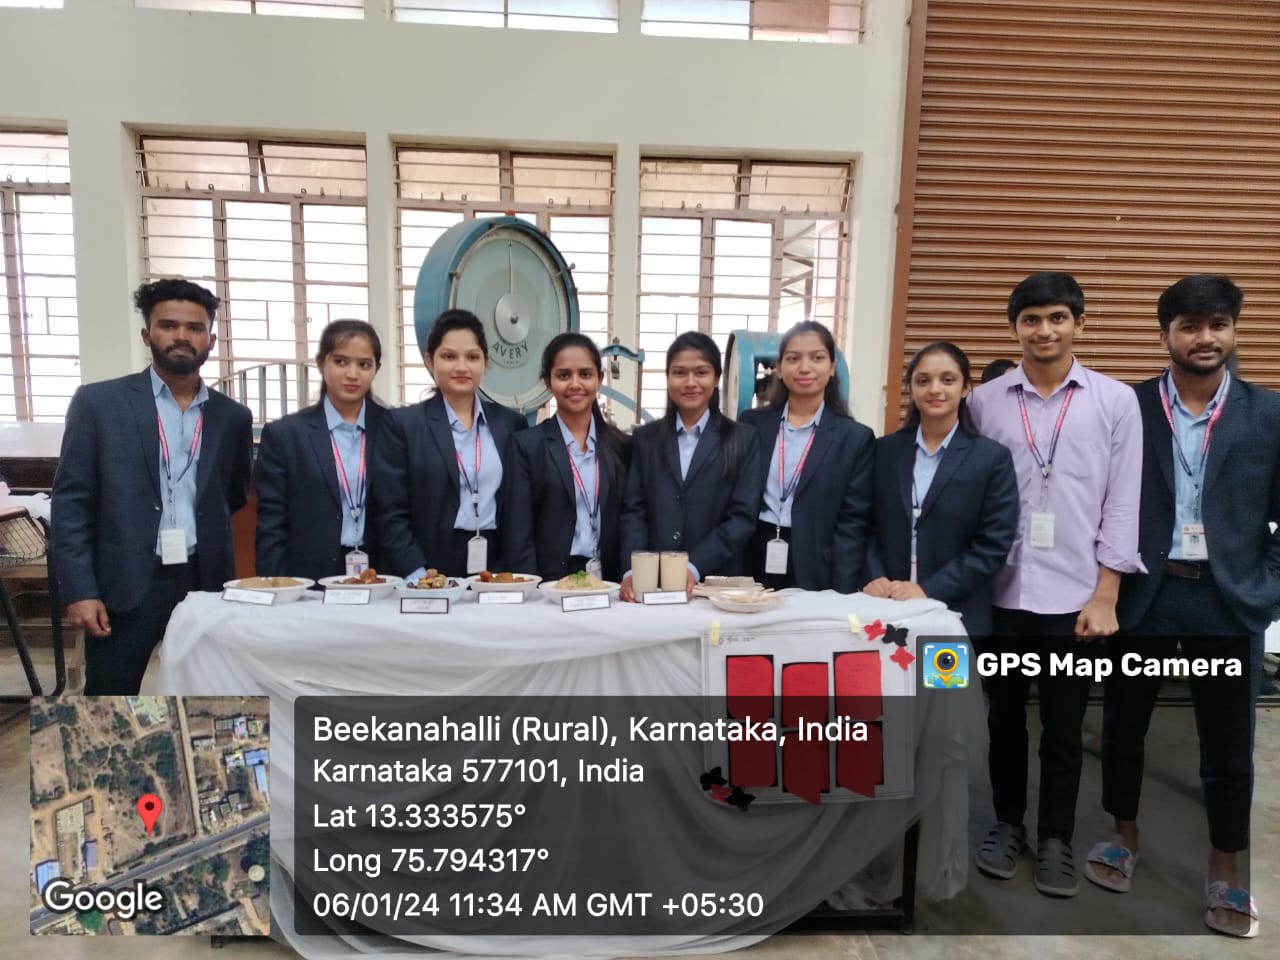 AVERY
INDIA
GPS Map Camera
Beekanahalli (Rural), Karnataka, India
Karnataka 577101, India
Lat 13.333575°
Long 75.794317°
06/01/24 11:34 AM GMT +05:30
Google